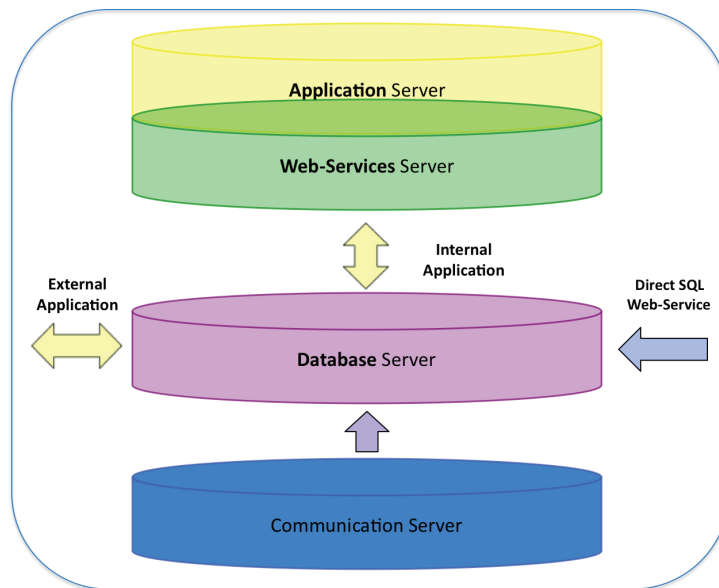 Application Server
Web-Services Server
Internal
Application
External
Application
Direct SQL
Web-Service
Database Server
Communication Server